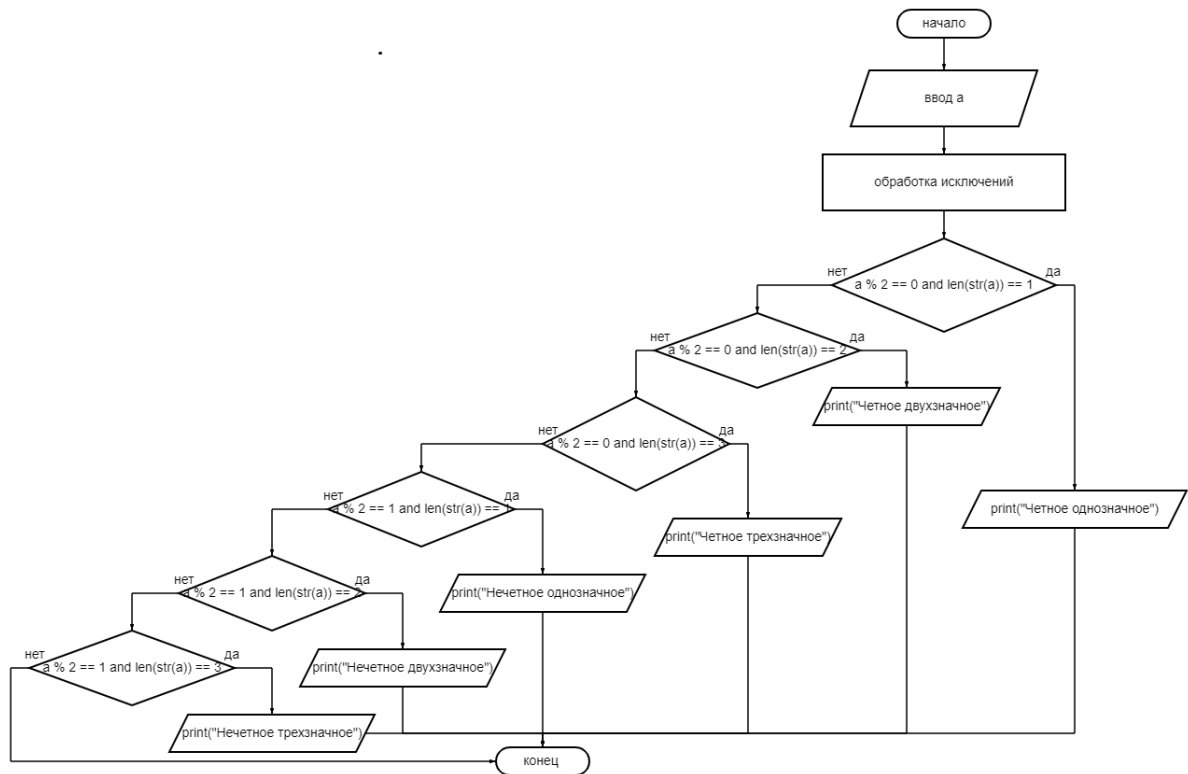 начало
ввод a
обработка исключений
нет
да
a % 2 == 0 and len(str(a)) == 1
нет
да
a % 2 == 0 and len(str(a)) == 2
print("Четное двухзначное")
нет
да
a % 2 == 0 and len(str(a)) == 3
print("Четное однозначное")
нет
да
a % 2 == 1 and len(str(a)) == 1
print("Четное трехзначное")
нет
да
a % 2 == 1 and len(str(a)) == 2
print("Нечетное однозначное")
нет
да
a % 2 == 1 and len(str(a)) == 3
print("Нечетное двухзначное")
print("Нечетное трехзначное")
конец